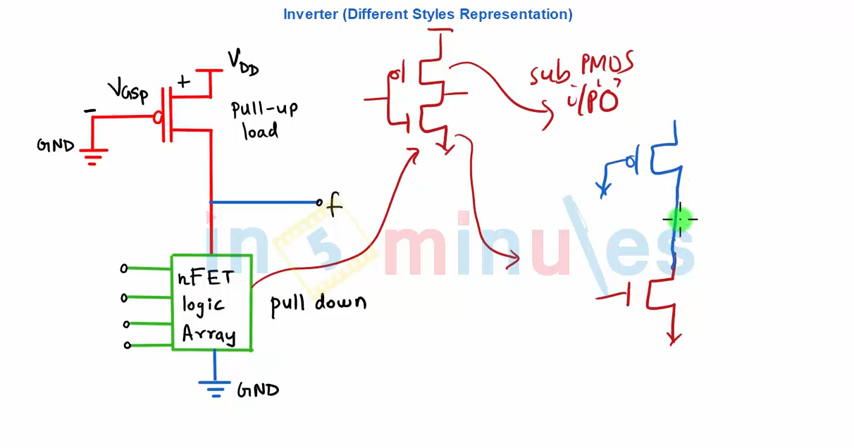 Inverter (Different Styles Representation)
VDD
+
VGSP
-
GND
pull-up
load
sub PMOS
i/PO
f
in 5 minutes
nFET
logic
Array
pull down
GND